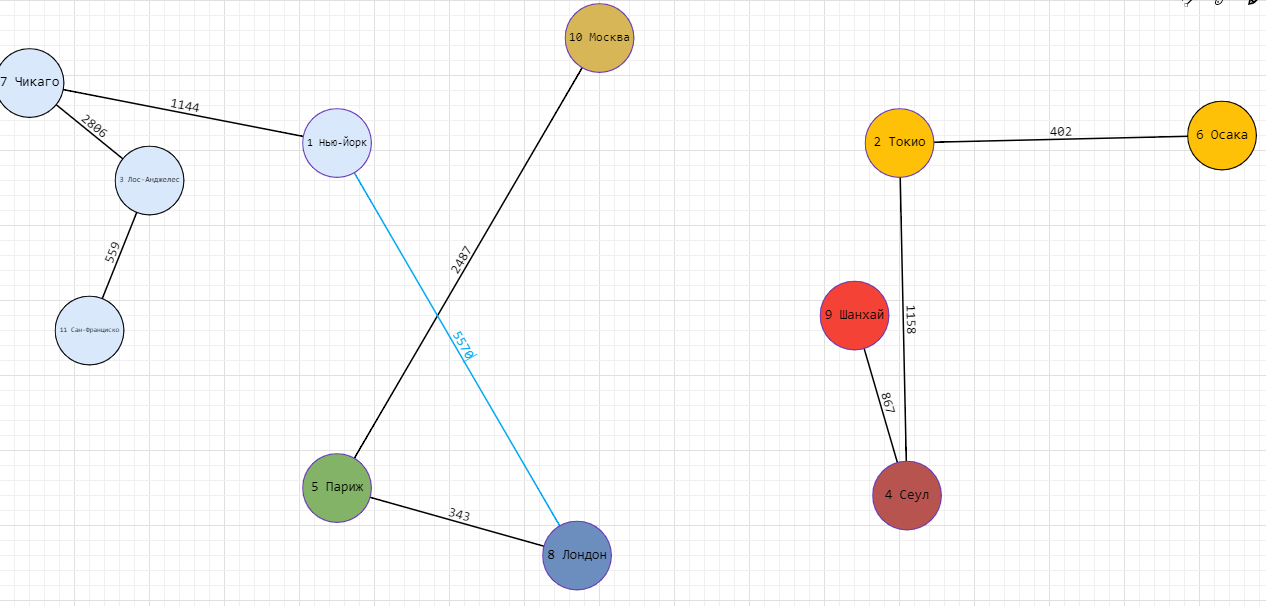 10 Москва
7 Чикаго
1144
2806
1 Нью-Йорк
2 Токио
402
6 Осака
3 Лос-Анджелес
559
2487
11 Сан-Франциско
5570
9 Шанхай
1158
867
5 Париж
343
4 Сеул
8 Лондон